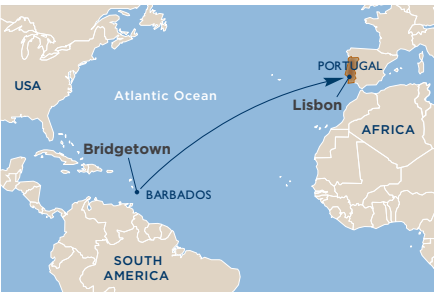 PORTUGAL
USA
Atlantic Ocean
Lisbon
AFRICA
Bridgetown
BARBADOS
SOUTH
AMERICA